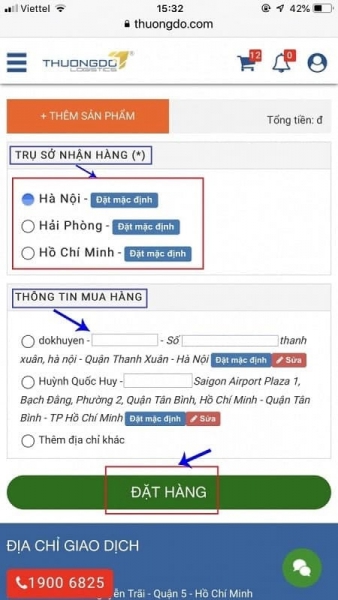 Viettel 15:32 42%
thuongdo.com
THUONGDO
LOGISTICS
12
0
+ THÊM SẢN PHẨM
Tổng tiền: đ
TRỤ SỞ NHẬN HÀNG (*)
Hà Nội - Đặt mặc định
Hải Phòng - Đặt mặc định
Hồ Chí Minh - Đặt mặc định
THÔNG TIN MUA HÀNG
dokhuyen - - Số thanh
xuân, hà nội - Quận Thanh Xuân - Hà Nội Đặt mặc định Sửa
Huỳnh Quốc Huy - Saigon Airport Plaza 1,
Bạch Đằng, Phường 2, Quận Tân Bình, Hồ Chí Minh - Quận Tân
Bình - TP Hồ Chí Minh Đặt mặc định Sửa
Thêm địa chỉ khác
ĐẶT HÀNG
ĐỊA CHỈ GIAO DỊCH
1900 6825
Trãi - Quận 5 - Hồ Chí Minh